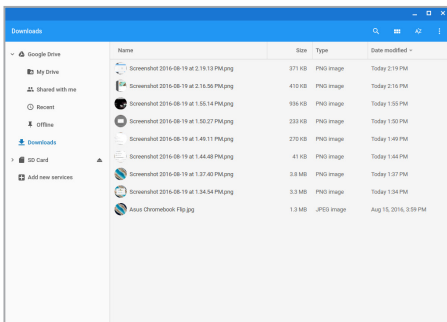 Downloads
AZ
Google Drive
My Drive
Shared with me
Recent
Offline
Downloads
SD Card
Add new services
Name Size Type Date modified
Screenshot 2016-08-19 at 2.19.13 PM.png 371 KB PNG image Today 2:19 PM
Screenshot 2016-08-19 at 2.16.56 PM.png 410 KB PNG image Today 2:16 PM
Screenshot 2016-08-19 at 1.55.14 PM.png 936 KB PNG image Today 1:55 PM
Screenshot 2016-08-19 at 1.50.27 PM.png 233 KB PNG image Today 1:50 PM
Screenshot 2016-08-19 at 1.49.11 PM.png 270 KB PNG image Today 1:49 PM
Screenshot 2016-08-19 at 1.44.48 PM.png 41 KB PNG image Today 1:44 PM
Screenshot 2016-08-19 at 1.37.40 PM.png 3.8 MB PNG image Today 1:37 PM
Screenshot 2016-08-19 at 1.34.54 PM.png 3.3 MB PNG image Today 1:34 PM
Asus Chromebook Flip.jpg 1.3 MB JPEG image Aug 15, 2016, 3:59 PM